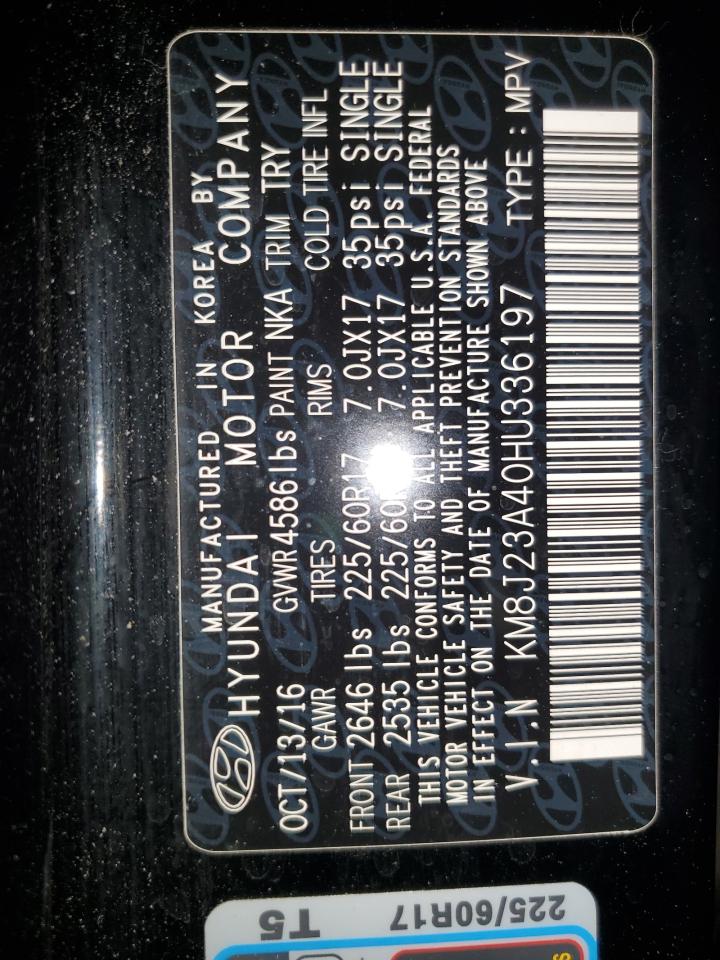 MANUFACTURED IN KOREA BY
HYUNDAI MOTOR COMPANY
OCT/13/16 GVWR 4586 lbs PAINT NKA TRIM TRY
GAWR TIRES RIMS COLD TIRE INFL
FRONT 2646 lbs 225/60R17 7.0JX17 35psi SINGLE
REAR 2535 lbs 225/60R 7.0JX17 35psi SINGLE
THIS VEHICLE CONFORMS TO ALL APPLICABLE U.S.A. FEDERAL
MOTOR VEHICLE SAFETY AND THEFT PREVENTION STANDARDS
IN EFFECT ON THE DATE OF MANUFACTURE SHOWN ABOVE
V.I.N KM8J23A40HU336197 TYPE : MPV
225/60R17
T5